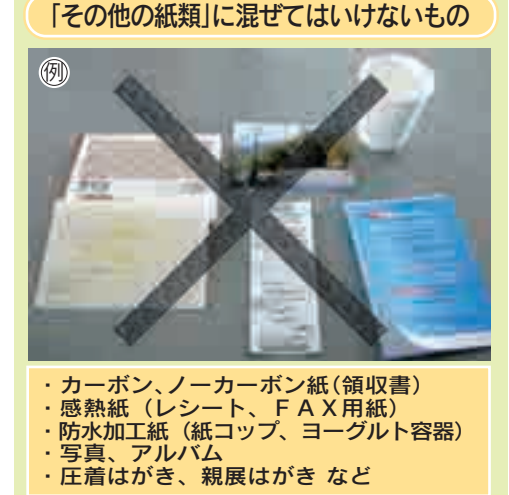 「その他の紙類」に混ぜてはいけないもの
例
・カーボン、ノーカーボン紙（領収書）
・感熱紙（レシート、ＦＡＸ用紙）
・防水加工紙（紙コップ、ヨーグルト容器）
・写真、アルバム
・圧着はがき、親展はがき など